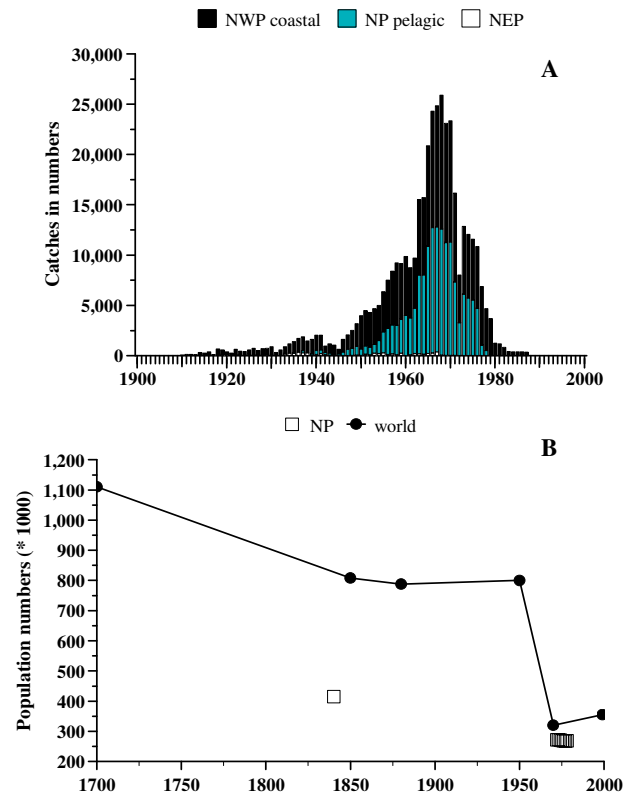 NWP coastal NP pelagic NEP
A
30,000
25,000
20,000
15,000
10,000
5,000
0
Catches in numbers
1900 1920 1940 1960 1980 2000
NP world
B
1,200
1,100
1,000
900
800
700
600
500
400
300
200
Population numbers (* 1000)
1700 1750 1800 1850 1900 1950 2000